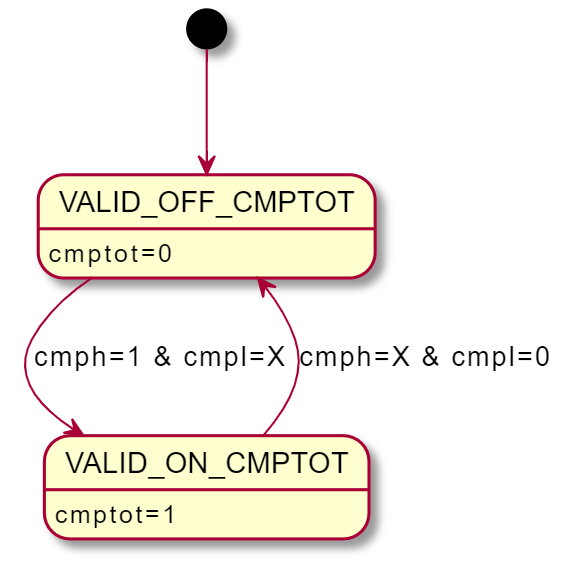 VALID_OFF_CMPTOT
cmptot=0
cmph=1 & cmpl=X
cmph=X & cmpl=0
VALID_ON_CMPTOT
cmptot=1